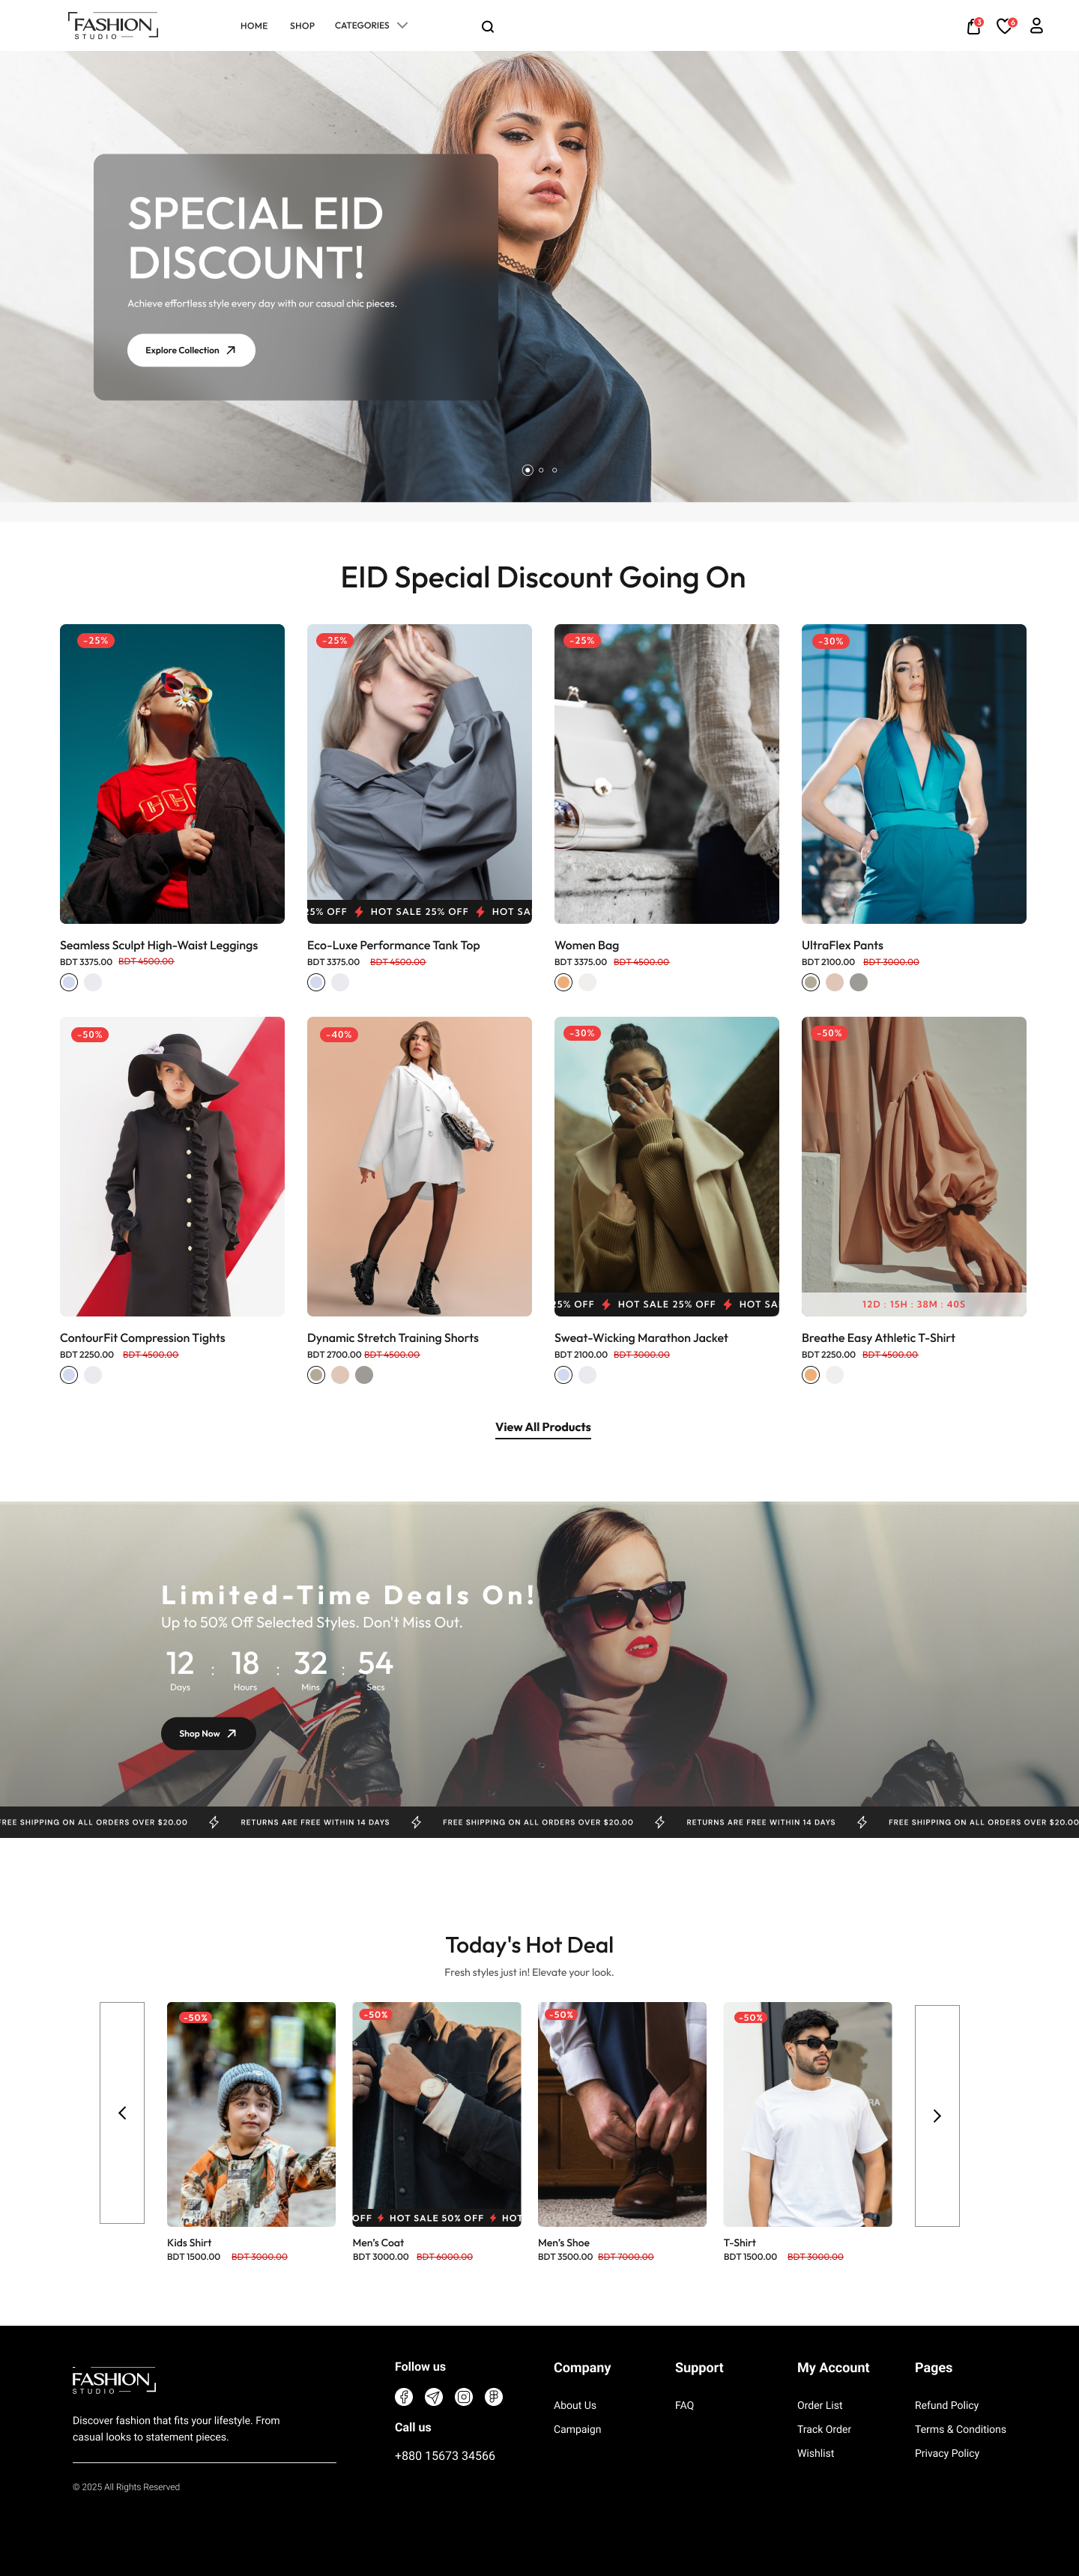 FASHION
STUDIO
HOME SHOP CATEGORIES
3 6
SPECIAL EID
DISCOUNT!
Achieve effortless style every day with our casual chic pieces.
Explore Collection
EID Special Discount Going On
-25% -25% -25% -30%
25% OFF HOT SALE 25% OFF HOT SA
Seamless Sculpt High-Waist Leggings
BDT 3375.00 BDT 4500.00
Eco-Luxe Performance Tank Top
BDT 3375.00 BDT 4500.00
Women Bag
BDT 3375.00 BDT 4500.00
UltraFlex Pants
BDT 2100.00 BDT 3000.00
-50% -40% -30% -50%
25% OFF HOT SALE 25% OFF HOT SA
12D : 15H : 38M : 40S
ContourFit Compression Tights
BDT 2250.00 BDT 4500.00
Dynamic Stretch Training Shorts
BDT 2700.00 BDT 4500.00
Sweat-Wicking Marathon Jacket
BDT 2100.00 BDT 3000.00
Breathe Easy Athletic T-Shirt
BDT 2250.00 BDT 4500.00
View All Products
Limited-Time Deals On!
Up to 50% Off Selected Styles. Don't Miss Out.
12 : 18 : 32 : 54
Days Hours Mins Secs
Shop Now
FREE SHIPPING ON ALL ORDERS OVER $20.00 RETURNS ARE FREE WITHIN 14 DAYS FREE SHIPPING ON ALL ORDERS OVER $20.00 RETURNS ARE FREE WITHIN 14 DAYS FREE SHIPPING ON ALL ORDERS OVER $20.00
Today's Hot Deal
Fresh styles just in! Elevate your look.
-50% -50% -50% -50%
OFF HOT SALE 50% OFF HOT
Kids Shirt
BDT 1500.00 BDT 3000.00
Men's Coat
BDT 3000.00 BDT 6000.00
Men's Shoe
BDT 3500.00 BDT 7000.00
T-Shirt
BDT 1500.00 BDT 3000.00
FASHION
STUDIO
Discover fashion that fits your lifestyle. From
casual looks to statement pieces.
© 2025 All Rights Reserved
Follow us
Call us
+880 15673 34566
Company
About Us
Campaign
Support
FAQ
My Account
Order List
Track Order
Wishlist
Pages
Refund Policy
Terms & Conditions
Privacy Policy